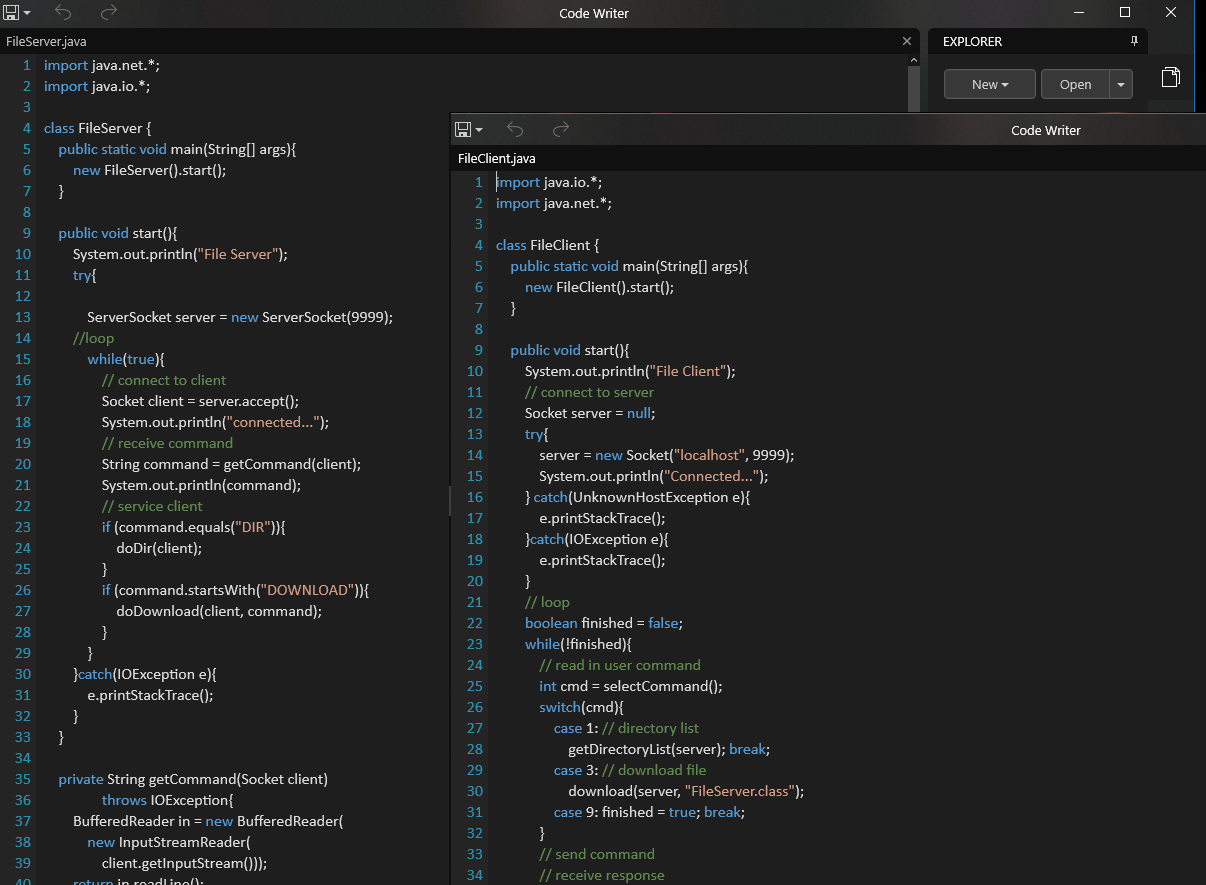 Code Writer
FileServer.java
EXPLORER
New
Open
1 import java.net.*;
2 import java.io.*;
3
4 class FileServer {
5 public static void main(String[] args){
6 new FileServer().start();
7 }
8
9 public void start(){
10 System.out.println("File Server");
11 try{
12
13 ServerSocket server = new ServerSocket(9999);
14 //loop
15 while(true){
16 // connect to client
17 Socket client = server.accept();
18 System.out.println("connected...");
19 // receive command
20 String command = getCommand(client);
21 System.out.println(command);
22 // service client
23 if (command.equals("DIR")){
24 doDir(client);
25 }
26 if (command.startsWith("DOWNLOAD")){
27 doDownload(client, command);
28 }
29 }
30 }catch(IOException e){
31 e.printStackTrace();
32 }
33 }
34
35 private String getCommand(Socket client)
36 throws IOException{
37 BufferedReader in = new BufferedReader(
38 new InputStreamReader(
39 client.getInputStream()));
40 return in.readLine();
Code Writer
FileClient.java
1 import java.io.*;
2 import java.net.*;
3
4 class FileClient {
5 public static void main(String[] args){
6 new FileClient().start();
7 }
8
9 public void start(){
10 System.out.println("File Client");
11 // connect to server
12 Socket server = null;
13 try{
14 server = new Socket("localhost", 9999);
15 System.out.println("Connected...");
16 } catch(UnknownHostException e){
17 e.printStackTrace();
18 }catch(IOException e){
19 e.printStackTrace();
20 }
21 // loop
22 boolean finished = false;
23 while(!finished){
24 // read in user command
25 int cmd = selectCommand();
26 switch(cmd){
27 case 1: // directory list
28 getDirectoryList(server); break;
29 case 3: // download file
30 download(server, "FileServer.class");
31 case 9: finished = true; break;
32 }
33 // send command
34 // receive response